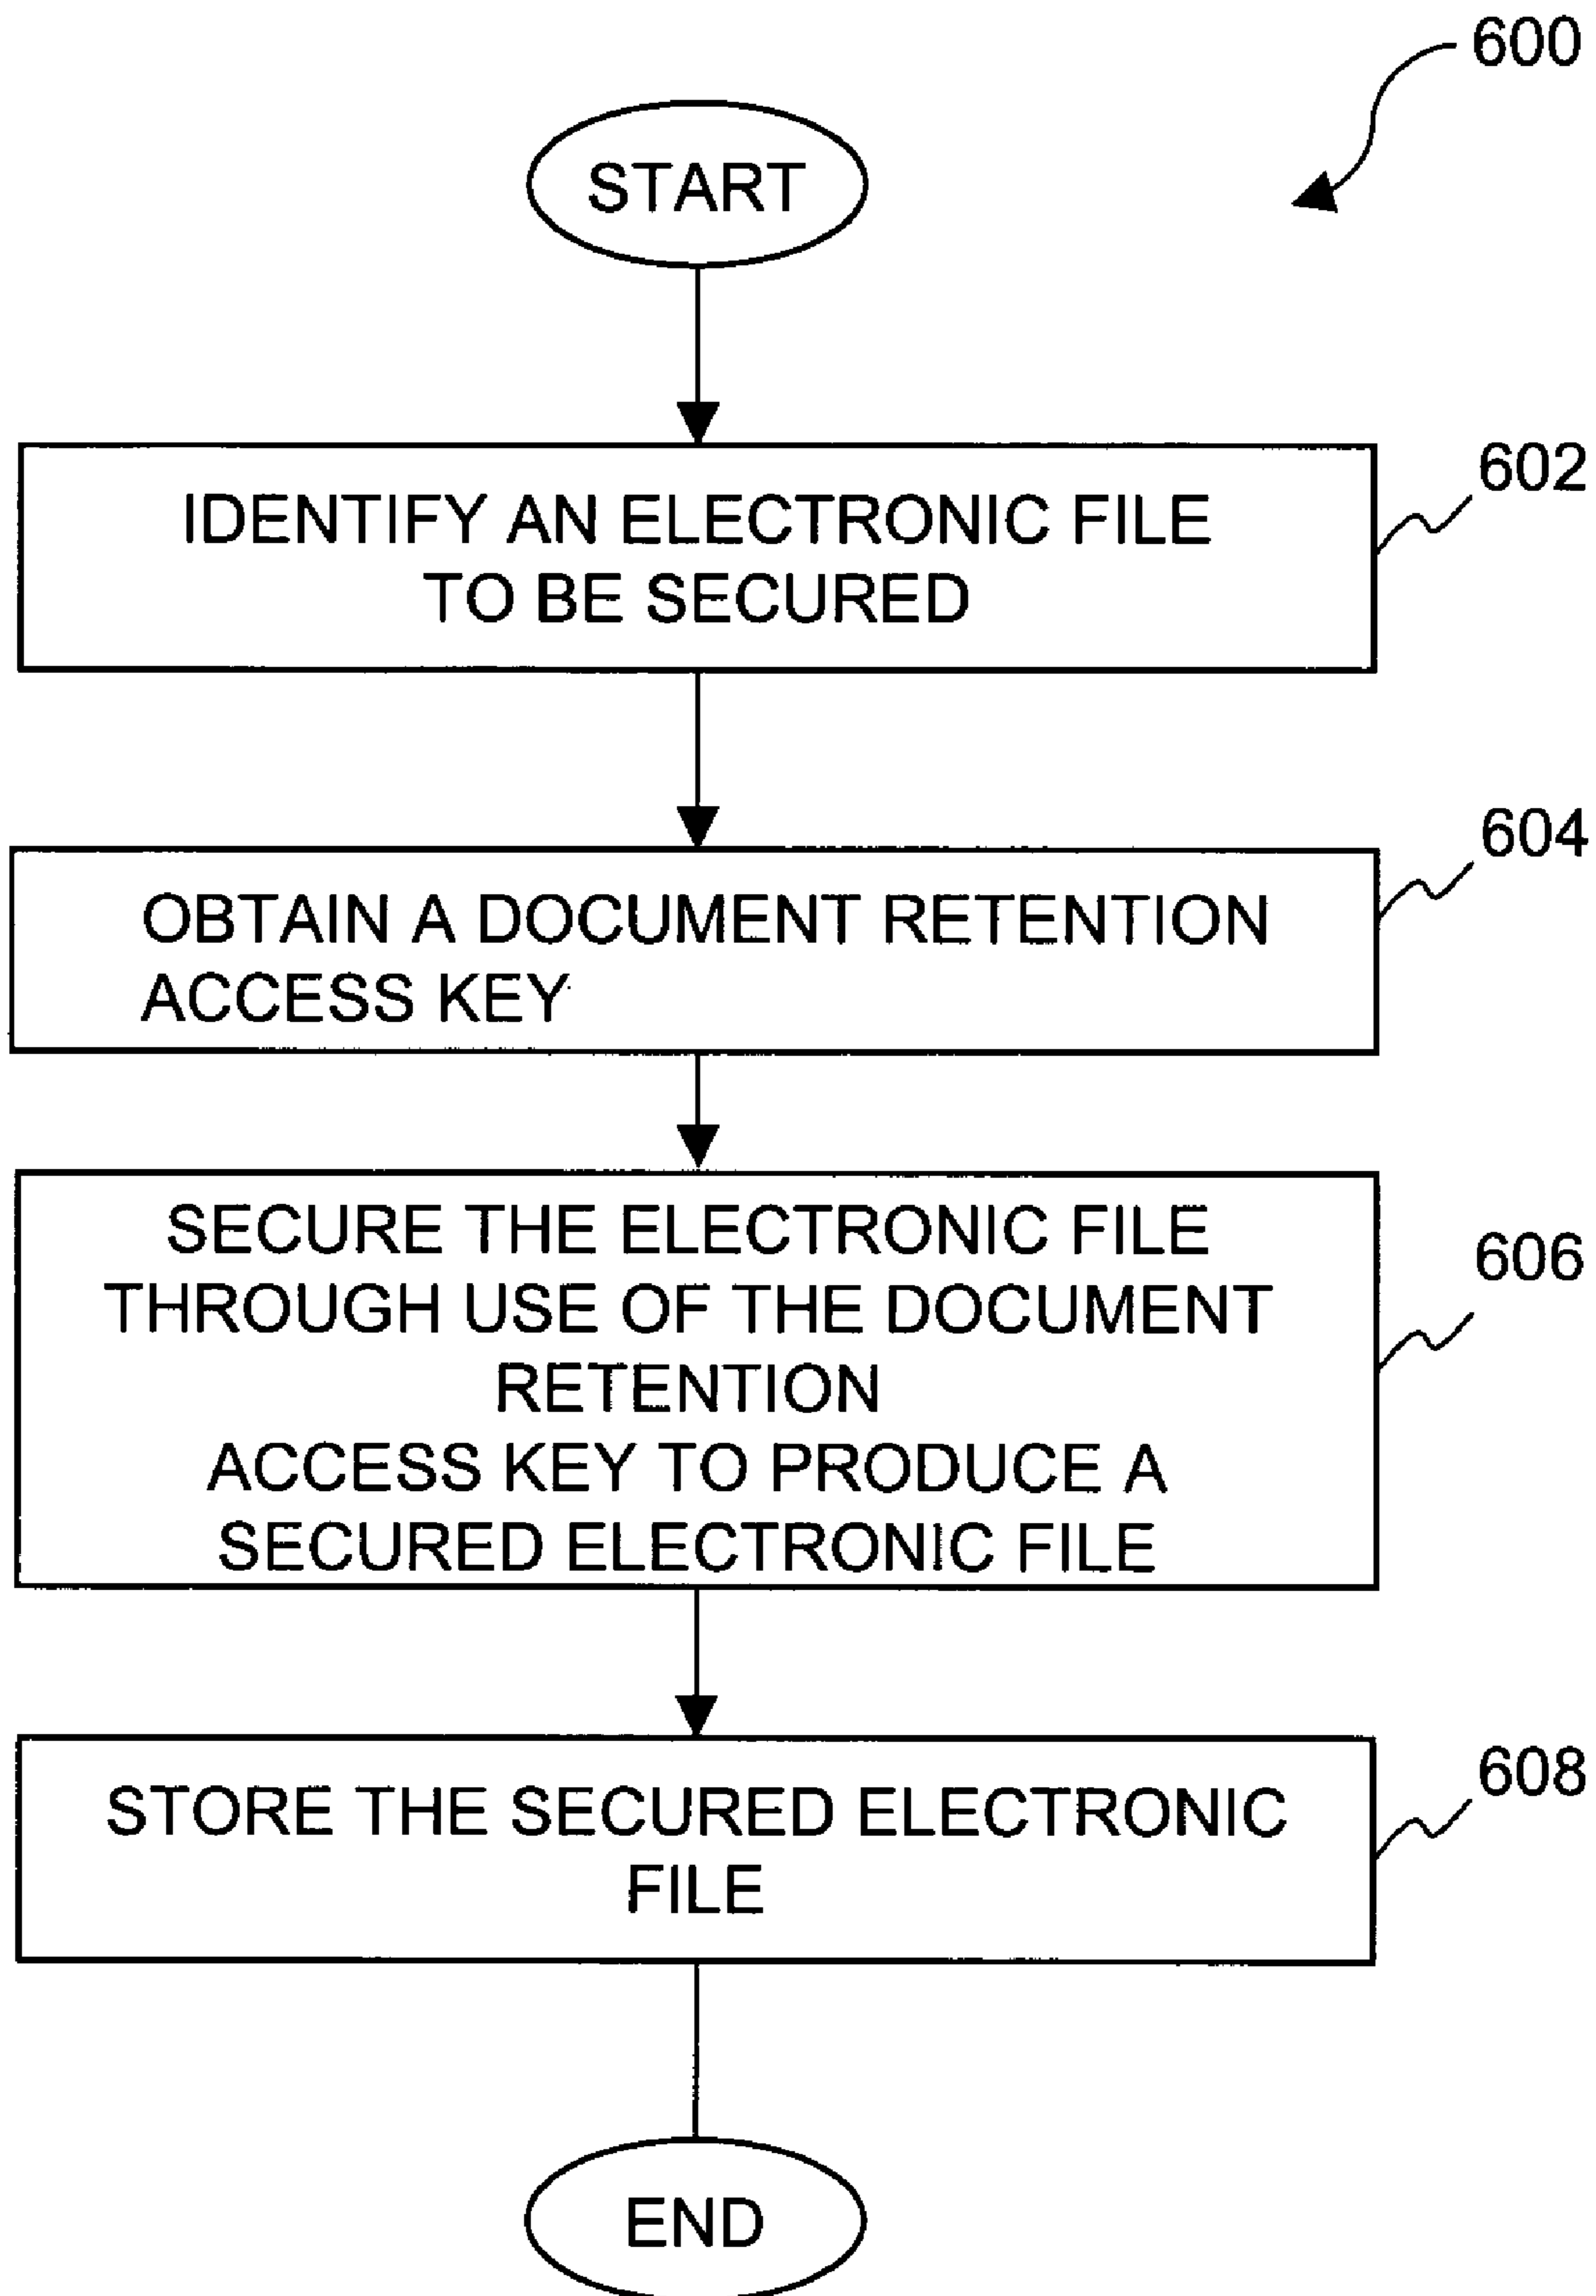 600
START
IDENTIFY AN ELECTRONIC FILE
TO BE SECURED
602
OBTAIN A DOCUMENT RETENTION
ACCESS KEY
604
SECURE THE ELECTRONIC FILE
THROUGH USE OF THE DOCUMENT
RETENTION
ACCESS KEY TO PRODUCE A
SECURED ELECTRONIC FILE
606
STORE THE SECURED ELECTRONIC
FILE
608
END